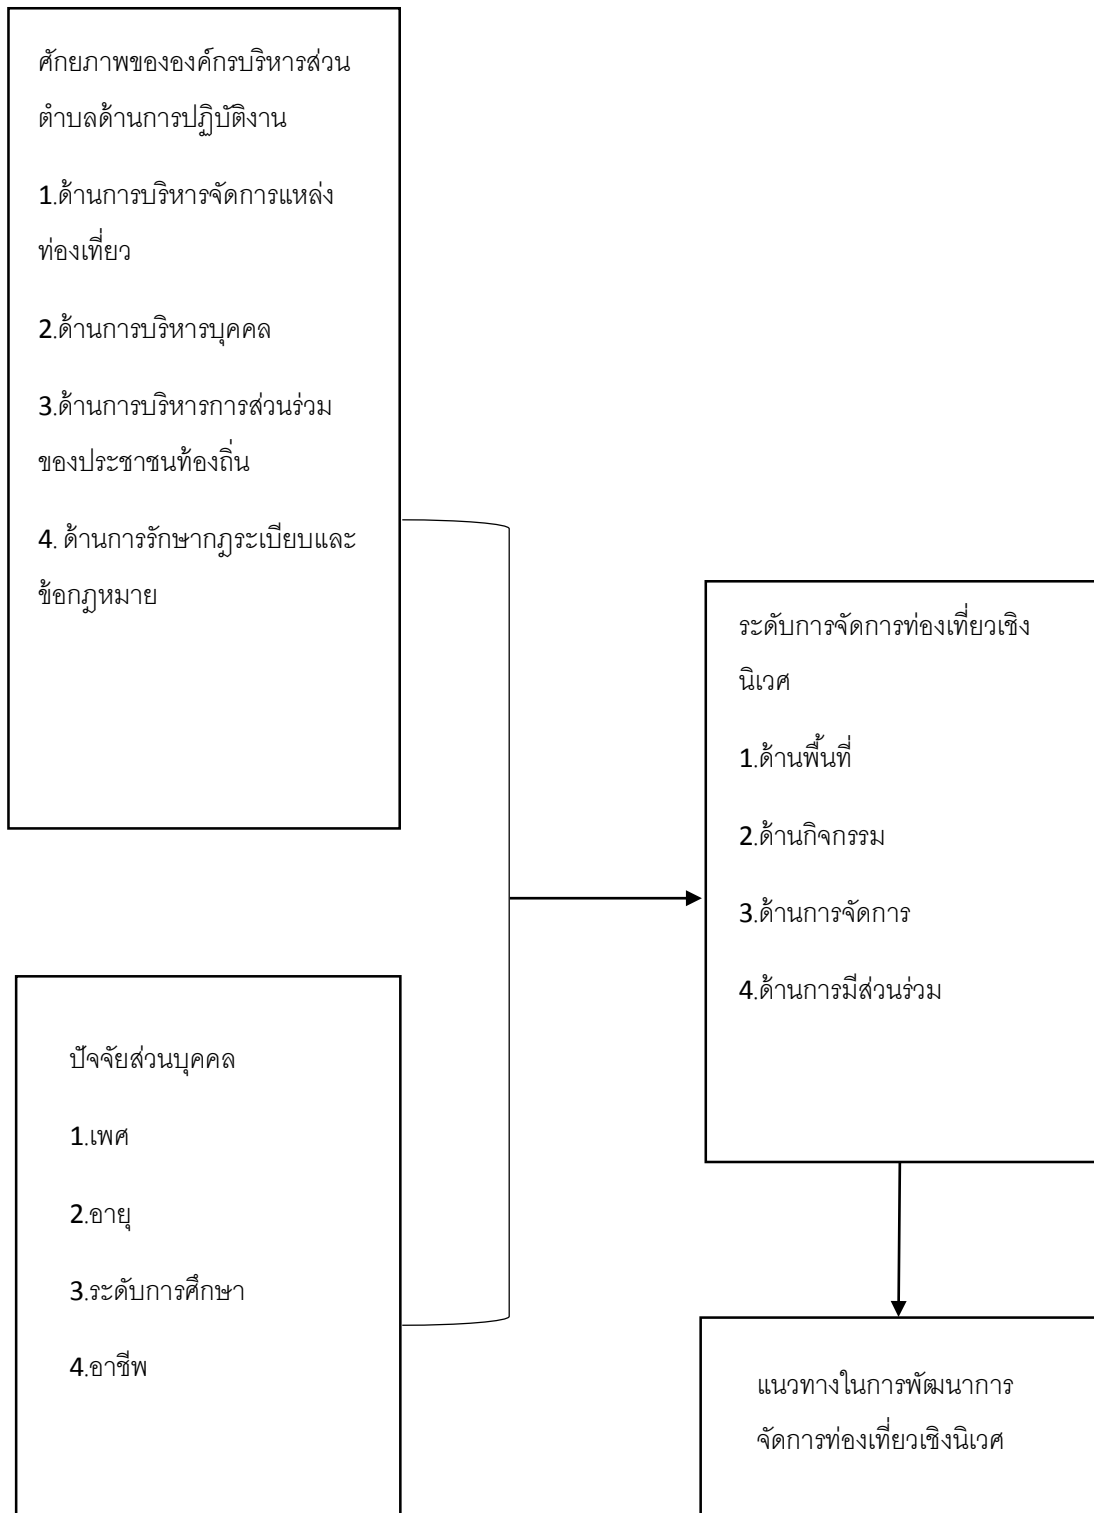 ศักยภาพขององค์กรบริหารส่วน
ตำบลด้านการปฏิบัติงาน
1.ด้านการบริหารจัดการแหล่ง
ท่องเที่ยว
2.ด้านการบริหารบุคคล
3.ด้านการบริหารการส่วนร่วม
ของประชาชนท้องถิ่น
4. ด้านการรักษากฎระเบียบและ
ข้อกฎหมาย
ปัจจัยส่วนบุคคล
1.เพศ
2.อายุ
3.ระดับการศึกษา
4.อาชีพ
ระดับการจัดการท่องเที่ยวเชิง
นิเวศ
1.ด้านพื้นที่
2.ด้านกิจกรรม
3.ด้านการจัดการ
4.ด้านการมีส่วนร่วม
แนวทางในการพัฒนาการ
จัดการท่องเที่ยวเชิงนิเวศ